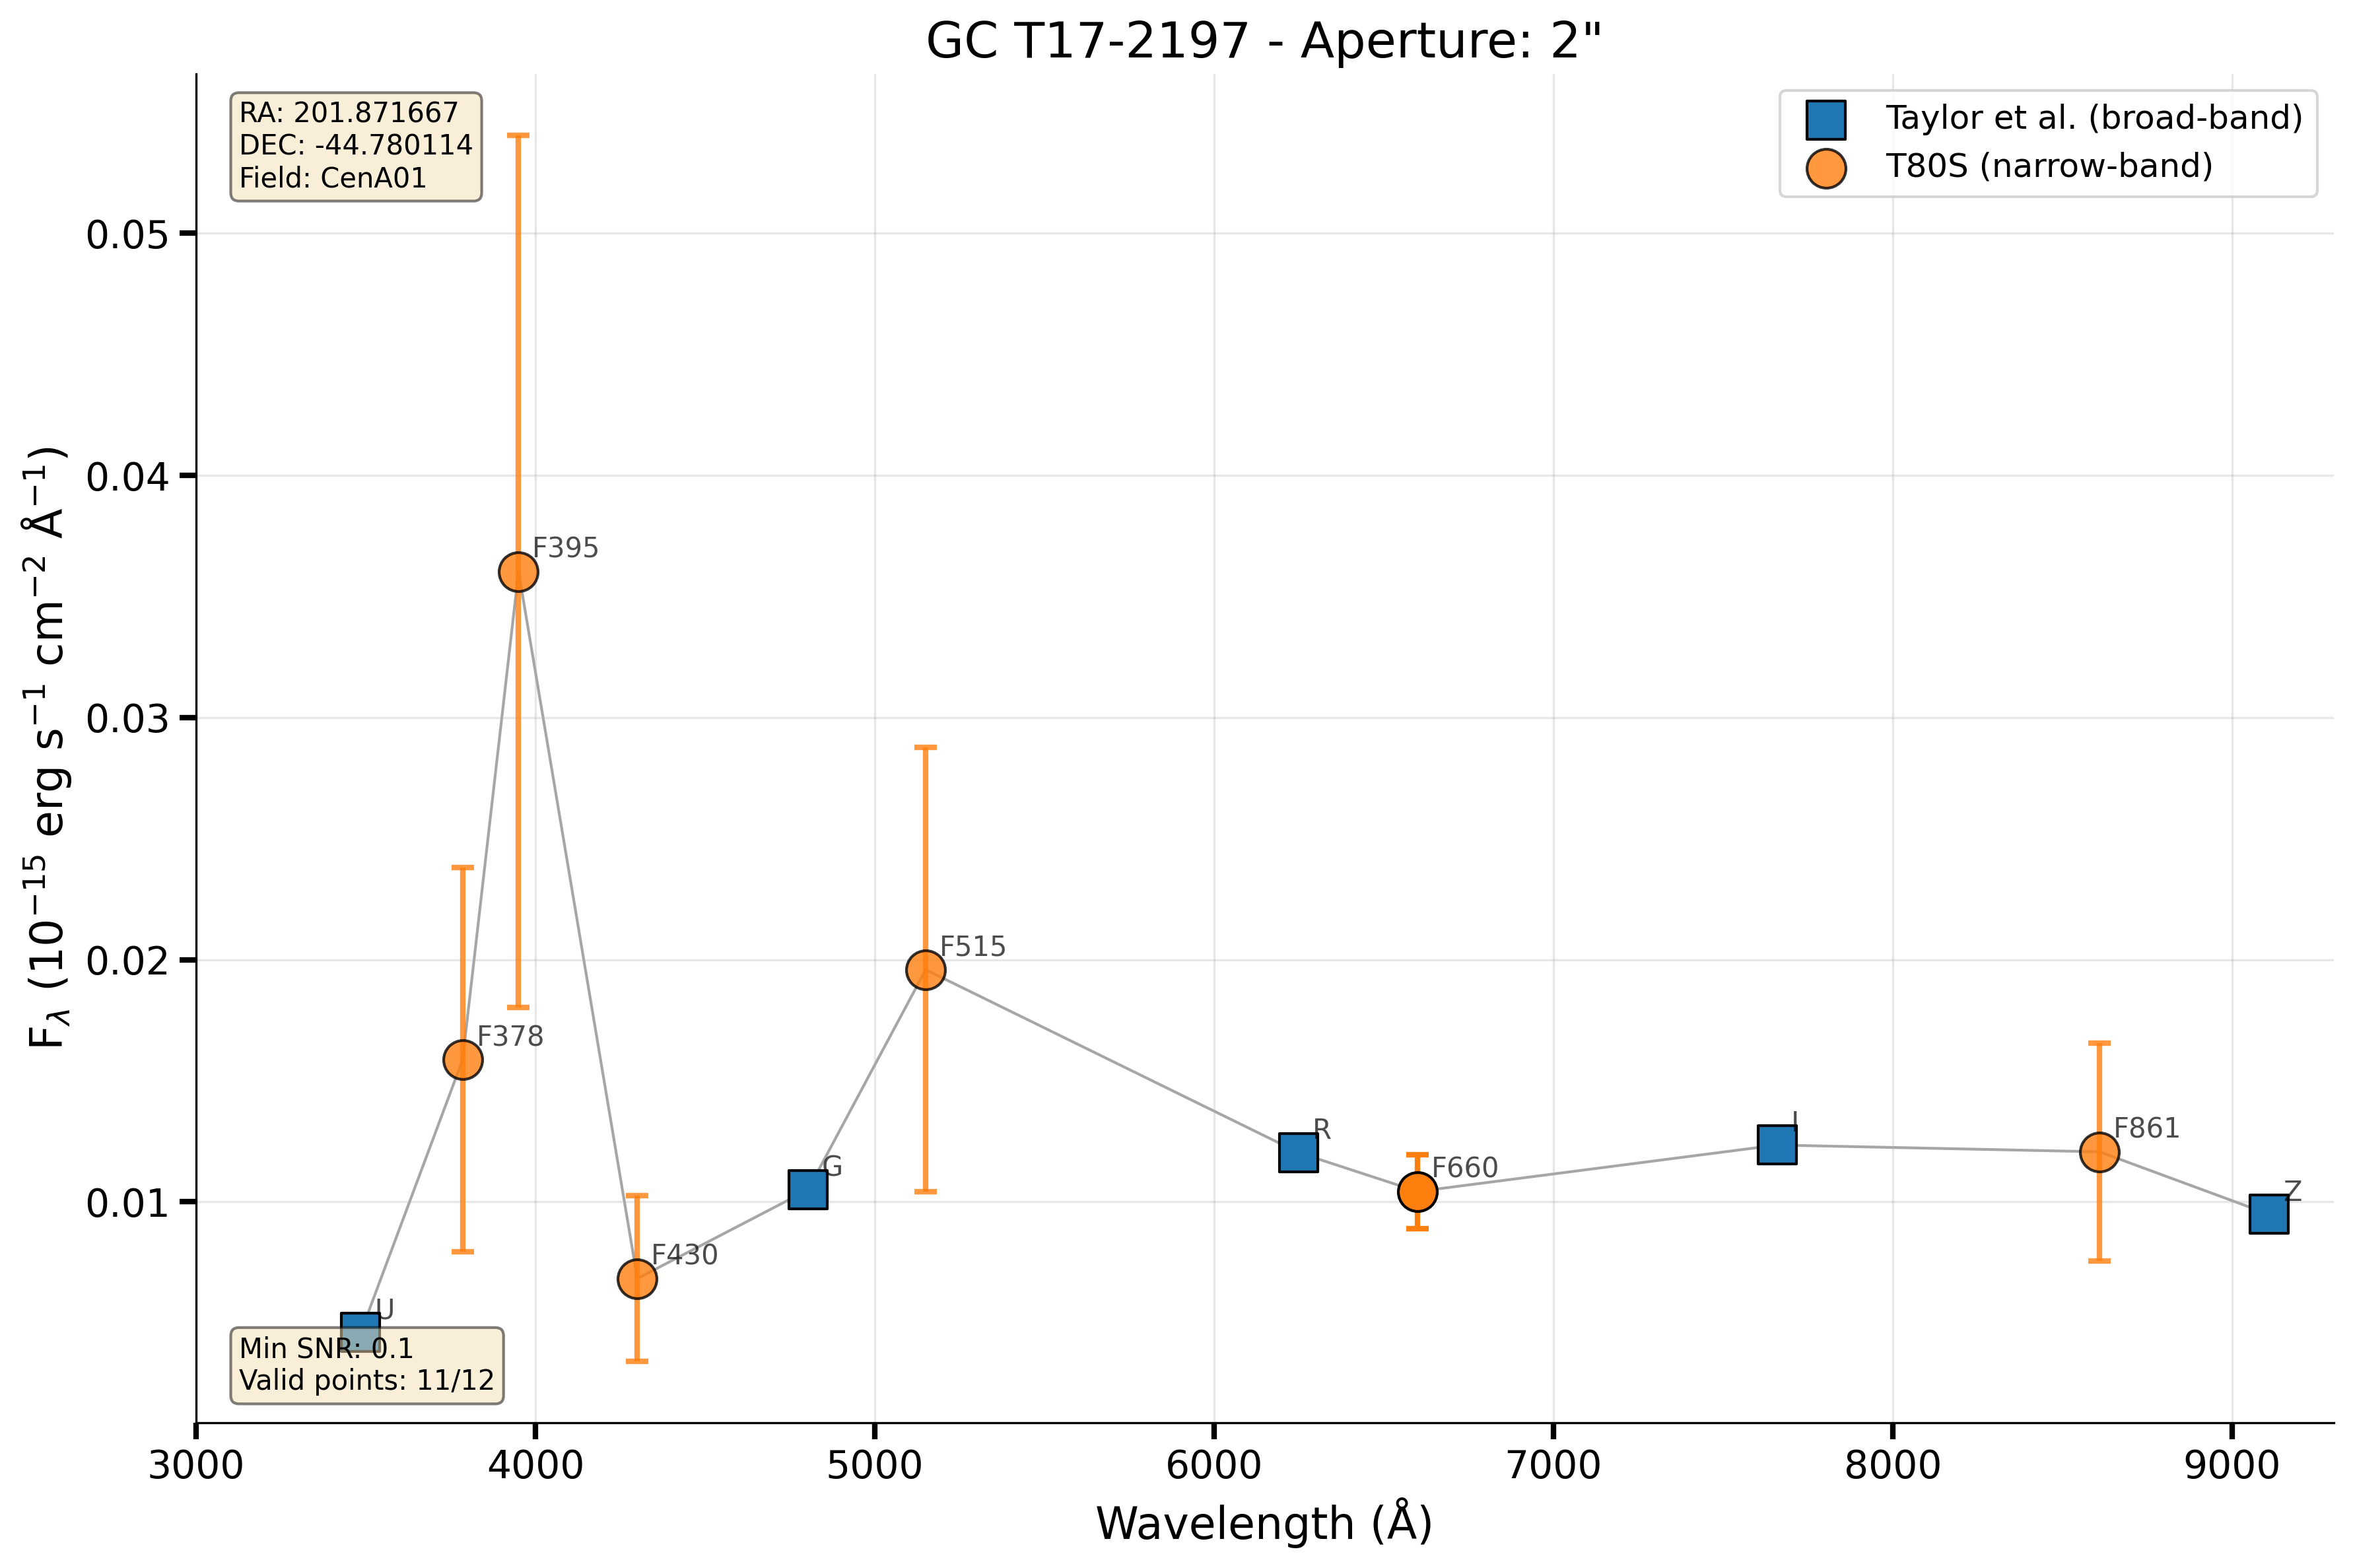 GC T17-2197 - Aperture: 2"
RA: 201.871667
DEC: -44.780114
Field: CenA01
Taylor et al. (broad-band)
T80S (narrow-band)
F$_{\lambda}$ (10$^{-15}$ erg s$^{-1}$ cm$^{-2}$ Å$^{-1}$)
0.05
0.04
0.03
0.02
0.01
F395
F378
F515
F430
G
U
R
F660
I
F861
Z
Min SNR: 0.1
Valid points: 11/12
3000 4000 5000 6000 7000 8000 9000
Wavelength (Å)